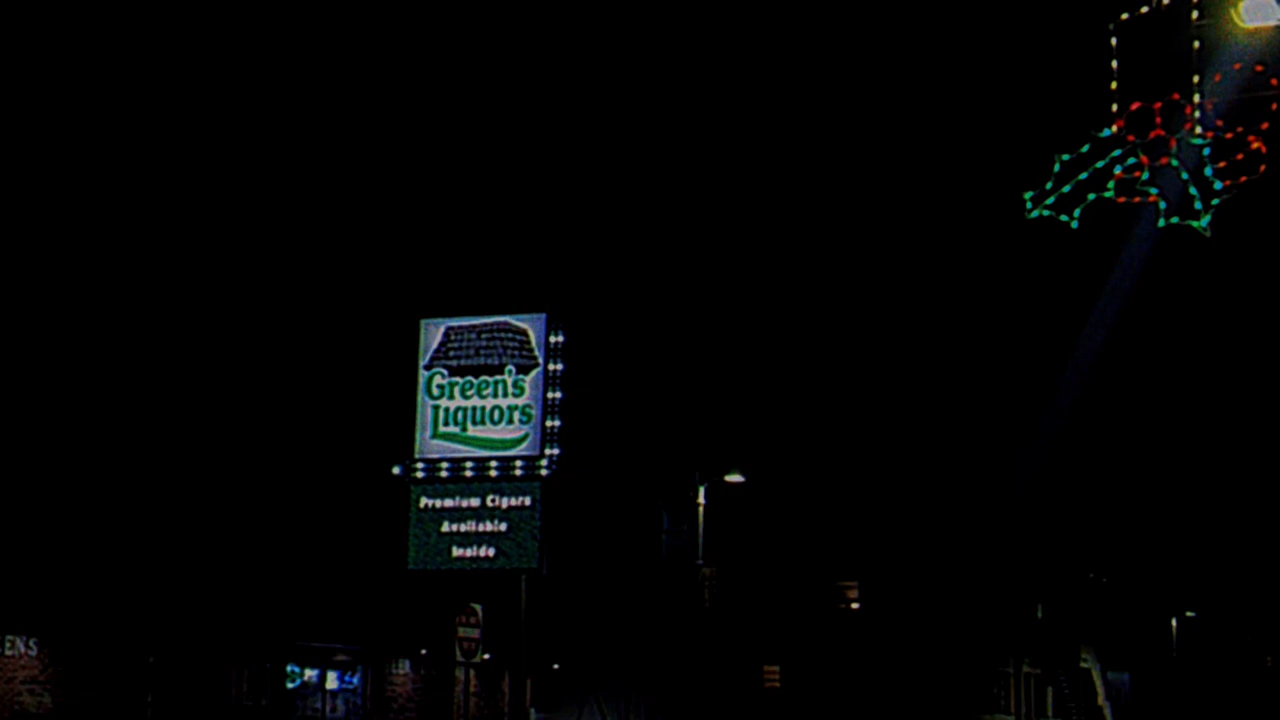 Green's
Liquors
Premium Cigars
Available
Inside
ENS